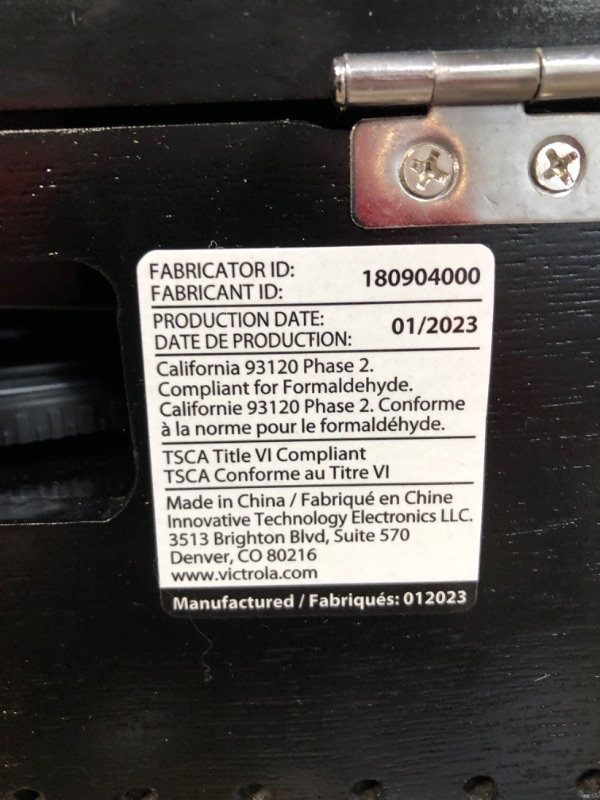 FABRICATOR ID:
FABRICANT ID: 180904000
PRODUCTION DATE:
DATE DE PRODUCTION: 01/2023
California 93120 Phase 2.
Compliant for Formaldehyde.
Californie 93120 Phase 2. Conforme
à la norme pour le formaldéhyde.
TSCA Title VI Compliant
TSCA Conforme au Titre VI
Made in China / Fabriqué en Chine
Innovative Technology Electronics LLC.
3513 Brighton Blvd, Suite 570
Denver, CO 80216
www.victrola.com
Manufactured / Fabriqués: 012023